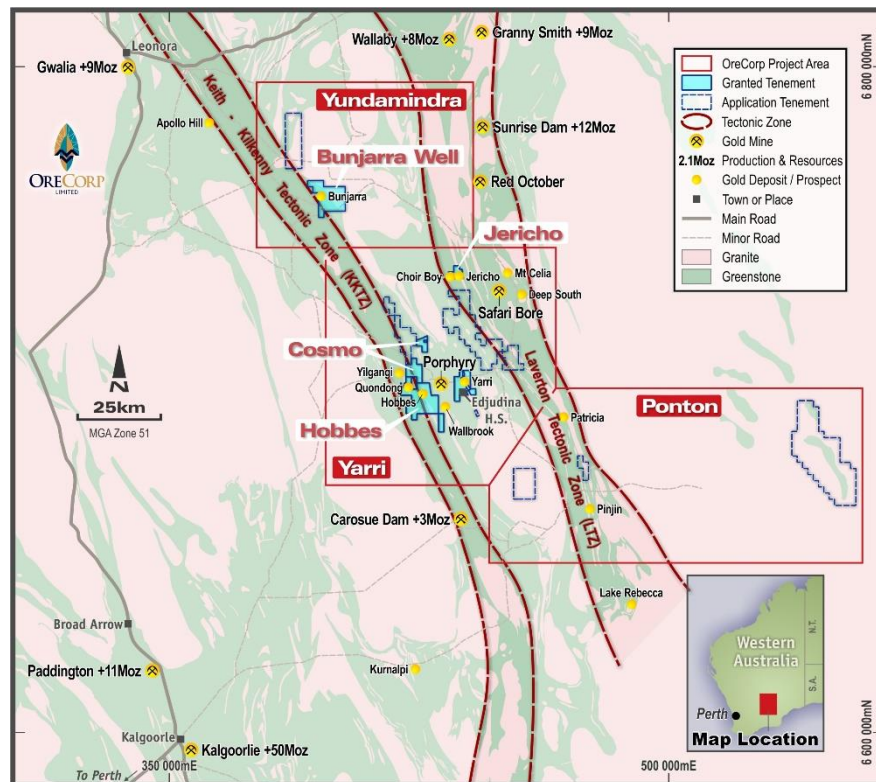 Leonora
Gwalia +9Moz
Wallaby +8Moz
Granny Smith +9Moz
Apollo Hill
ORECORP
LIMITED
Keith - Kilkenny Tectonic Zone (KKTZ)
Yundamindra
Bunjarra Well
Bunjarra
Sunrise Dam +12Moz
Red October
Jericho
Choir Boy
Jericho
Mt Celia
Deep South
Safari Bore
Cosmo
Porphyry
Yilgangi
Quondong
Hobbes
Yarri
Edjudina
H.S.
Wallbrook
Hobbes
Yarri
Laverton Tectonic Zone (LTZ)
Patricia
Ponton
Pinjin
Carosue Dam +3Moz
Lake Rebecca
Broad Arrow
Paddington +11Moz
Kurnalpi
Kalgoorlie
Kalgoorlie +50Moz
To Perth
N
25km
MGA Zone 51
350 000mE
500 000mE
6 800 000mN
6 600 000mN
OreCorp Project Area
Granted Tenement
Application Tenement
Tectonic Zone
Gold Mine
2.1Moz Production & Resources
Gold Deposit / Prospect
Town or Place
Main Road
Minor Road
Granite
Greenstone
Western
Australia
N.T.
S.A.
Perth
Map Location